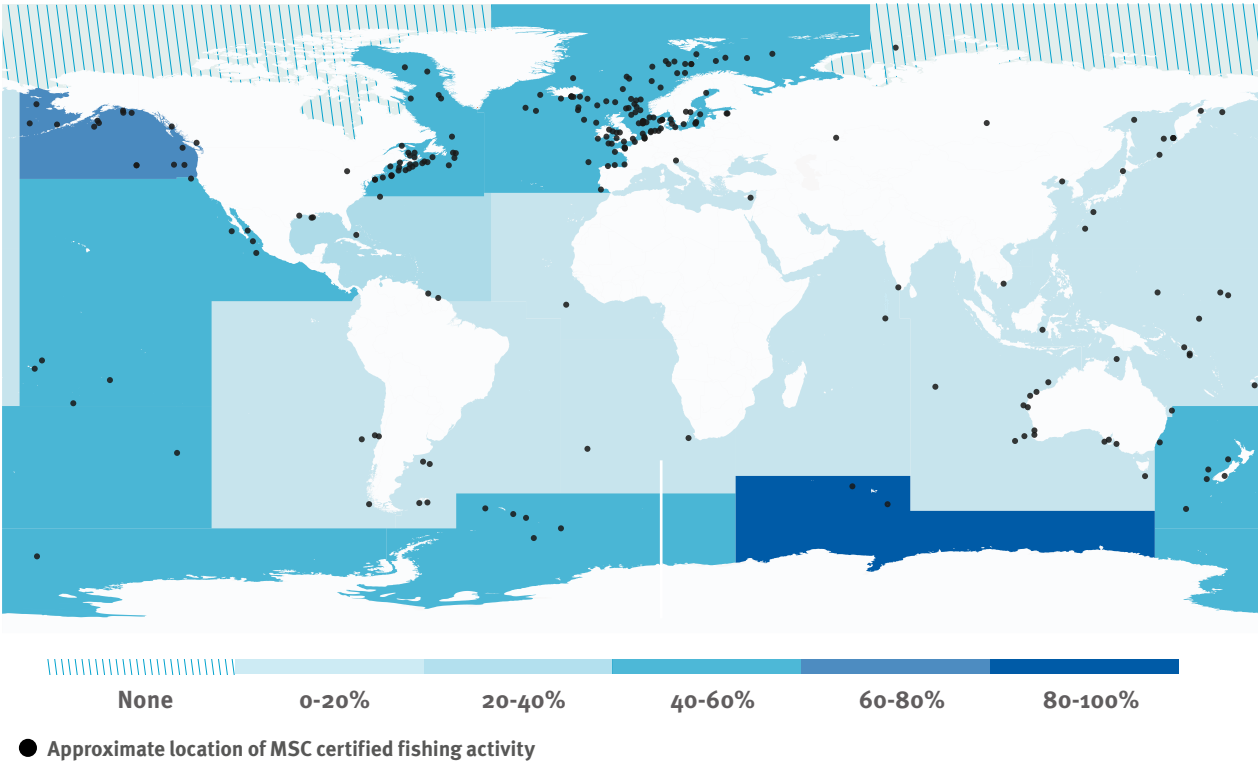 None 0-20% 20-40% 40-60% 60-80% 80-100%
Approximate location of MSC certified fishing activity